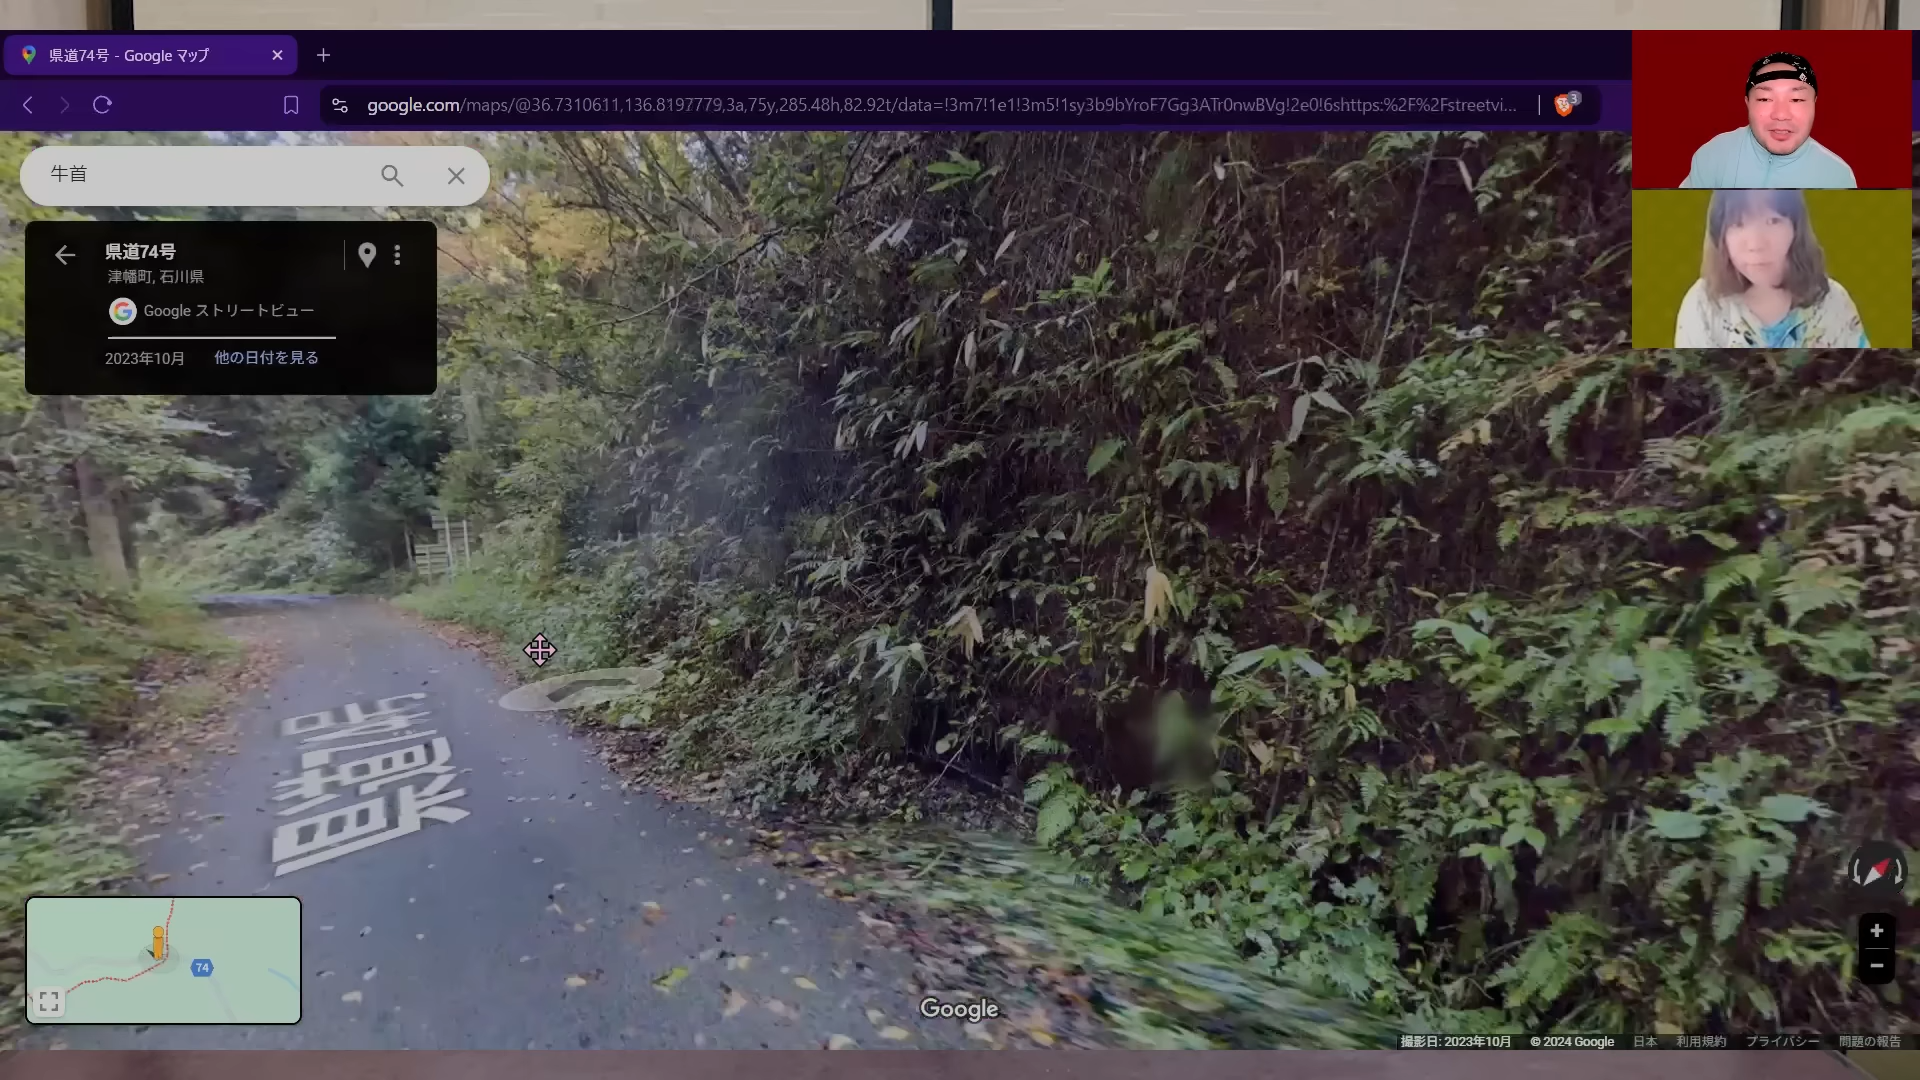 県道74号 - Google マップ
google.com/maps/@36.7310611,136.8197779,3a,75y,285.48h,82.92t/data=!3m7!1e1!3m5!1sy3b9bYroF7Gg3ATr0nwBVg!2e0!6shttps:%2F%2Fstreetvi...
3
牛首
県道74号
津幡町, 石川県
Google ストリートビュー
2023年10月 他の日付を見る
74
Google
撮影日: 2023年10月 © 2024 Google 日本 利用規約 プライバシー 問題の報告